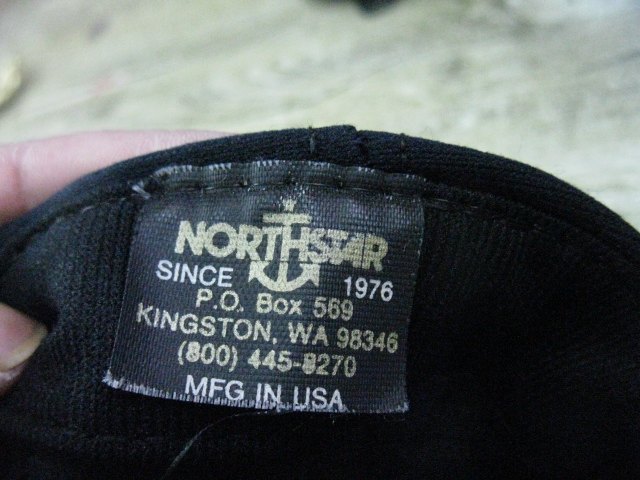 NORTHSTAR
SINCE 1976
P.O. BOX 569
KINGSTON, WA 98346
(800) 445-8270
MFG IN USA